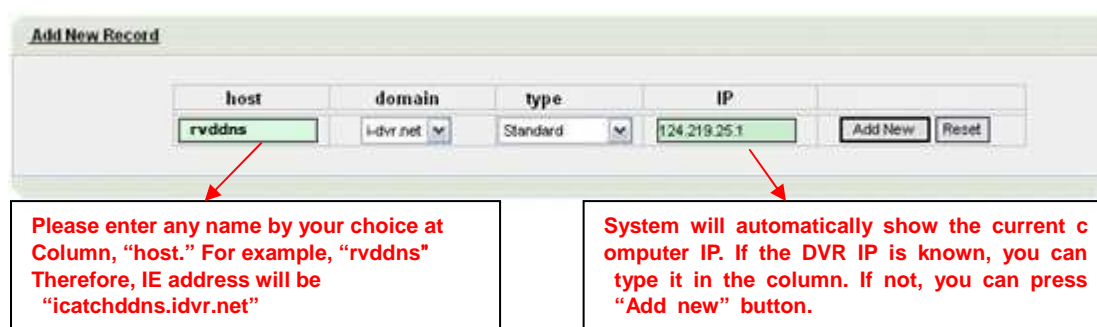 Add New Record
host domain type IP
rvddns i-dvr.net Standard 124.219.25.1 Add New Reset
Please enter any name by your choice at
Column, “host.” For example, “rvddns"
Therefore, IE address will be
“icatchddns.idvr.net”
System will automatically show the current c
omputer IP. If the DVR IP is known, you can
type it in the column. If not, you can press
“Add new” button.